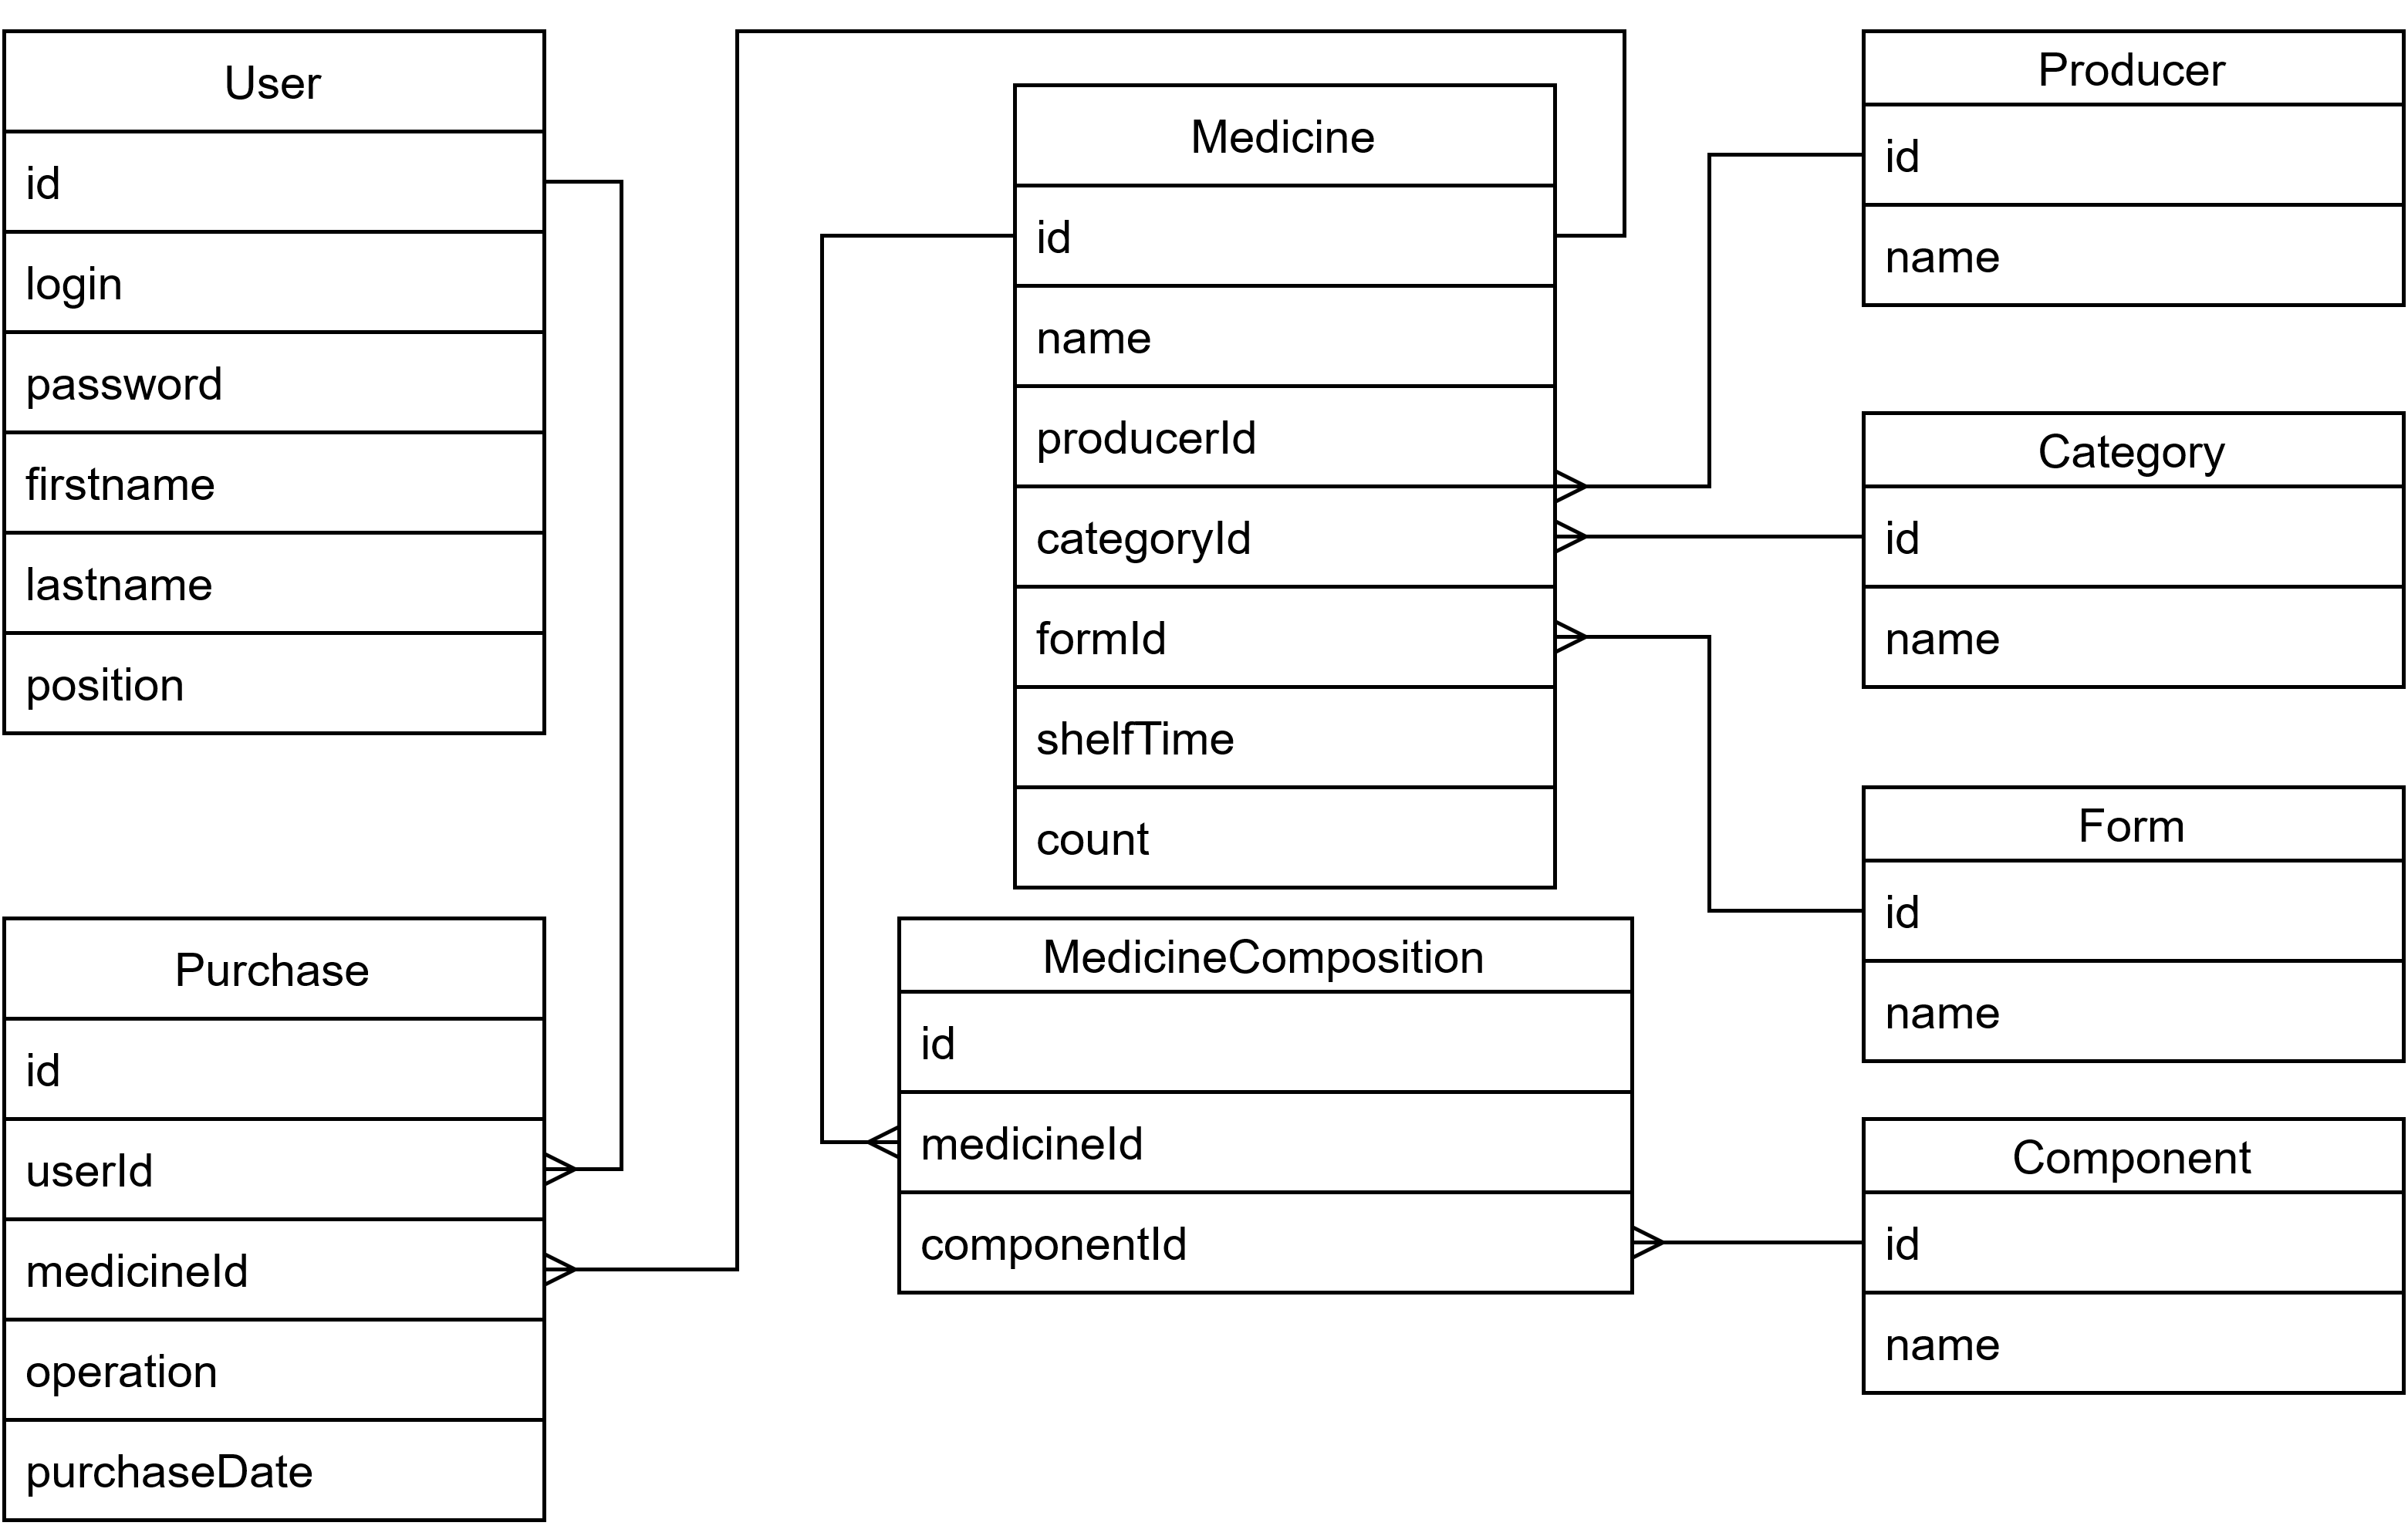 User
id
login
password
firstname
lastname
position
Purchase
id
userId
medicineId
operation
purchaseDate
Medicine
id
name
producerId
categoryId
formId
shelfTime
count
MedicineComposition
id
medicineId
componentId
Producer
id
name
Category
id
name
Form
id
name
Component
id
name